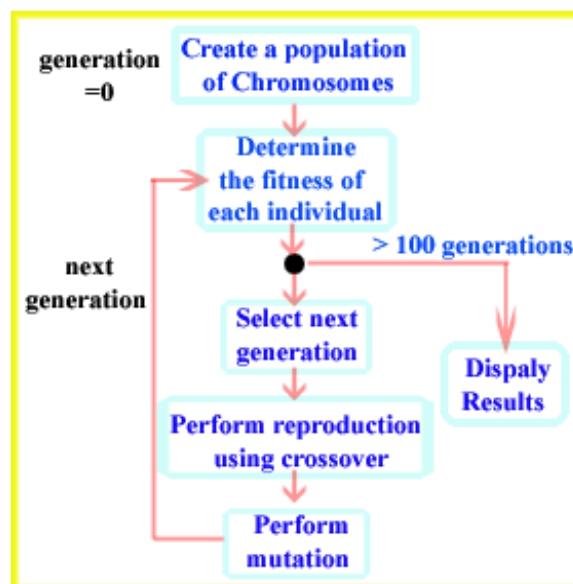 generation
=0
Create a population
of Chromosomes
Determine
the fitness of
each individual
> 100 generations
next
generation
Select next
generation
Dispaly
Results
Perform reproduction
using crossover
Perform
mutation